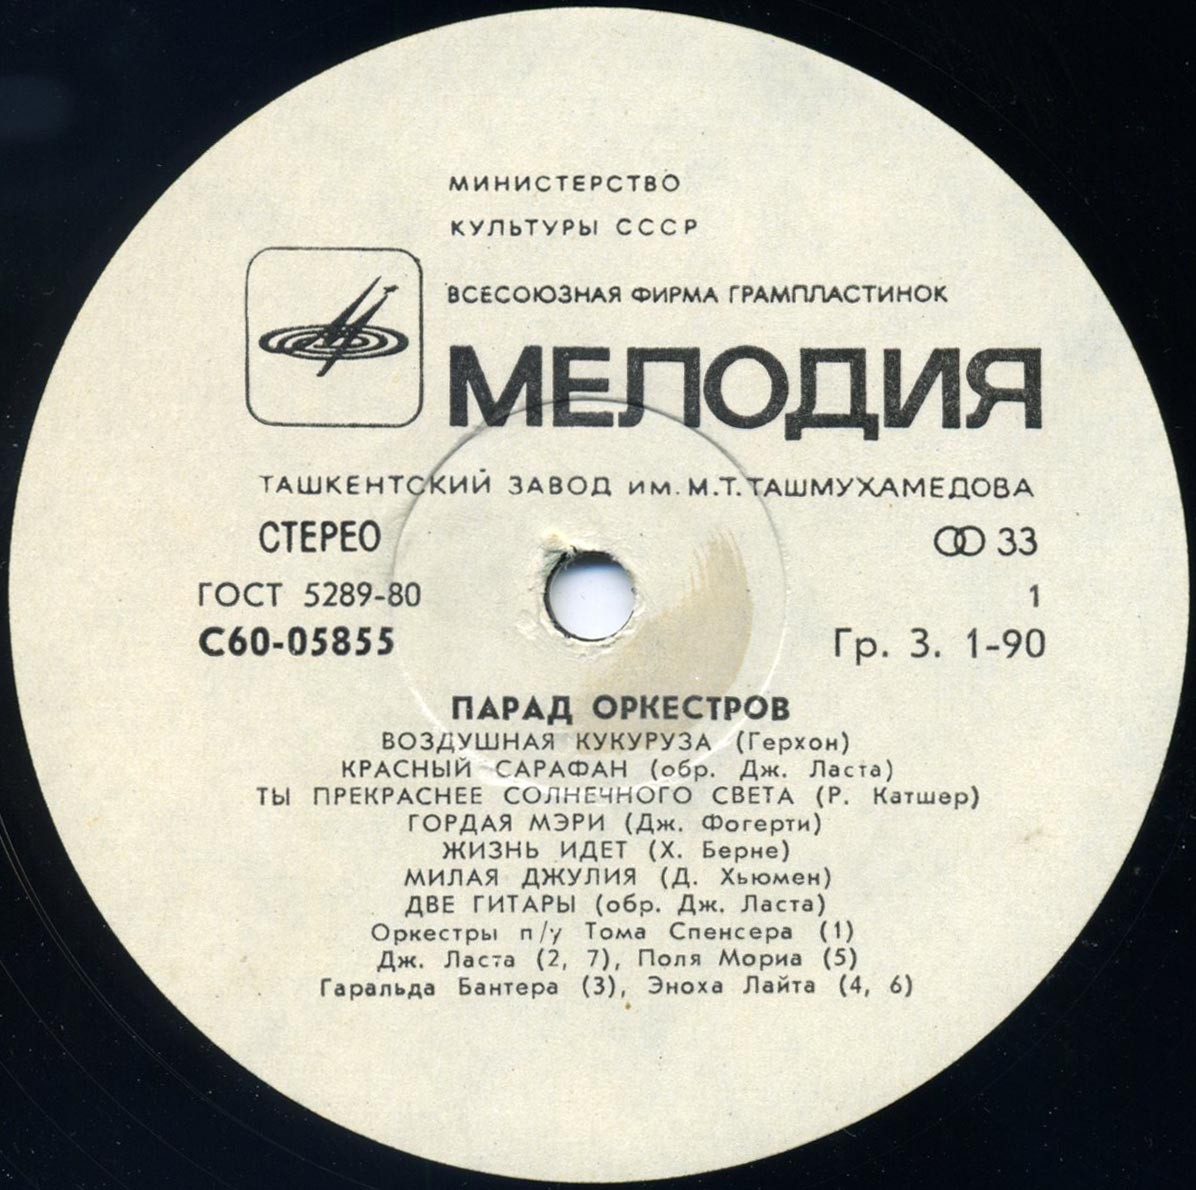 МИНИСТЕРСТВО
КУЛЬТУРЫ СССР
ВСЕСОЮЗНАЯ ФИРМА ГРАМПЛАСТИНОК
МЕЛОДИЯ
ТАШКЕНТСКИЙ ЗАВОД ИМ. М.Т. ТАШМУХАМЕДОВА
СТЕРЕО 33
ГОСТ 5289-80 1
С60-05855 Гр. 3. 1-90
ПАРАД ОРКЕСТРОВ
ВОЗДУШНАЯ КУКУРУЗА (Герхон)
КРАСНЫЙ САРАФАН (обр. Дж. Ласта)
ТЫ ПРЕКРАСНЕЕ СОЛНЕЧНОГО СВЕТА (Р. Катшер)
ГОРДАЯ МЭРИ (Дж. Фогерти)
ЖИЗНЬ ИДЕТ (Х. Берне)
МИЛАЯ ДЖУЛИЯ (Д. Хьюмен)
ДВЕ ГИТАРЫ (обр. Дж. Ласта)
Оркестры п/у Тома Спенсера (1)
Дж. Ласта (2, 7), Поля Мориа (5)
Гаральда Бантера (3), Эноха Лайта (4, 6)